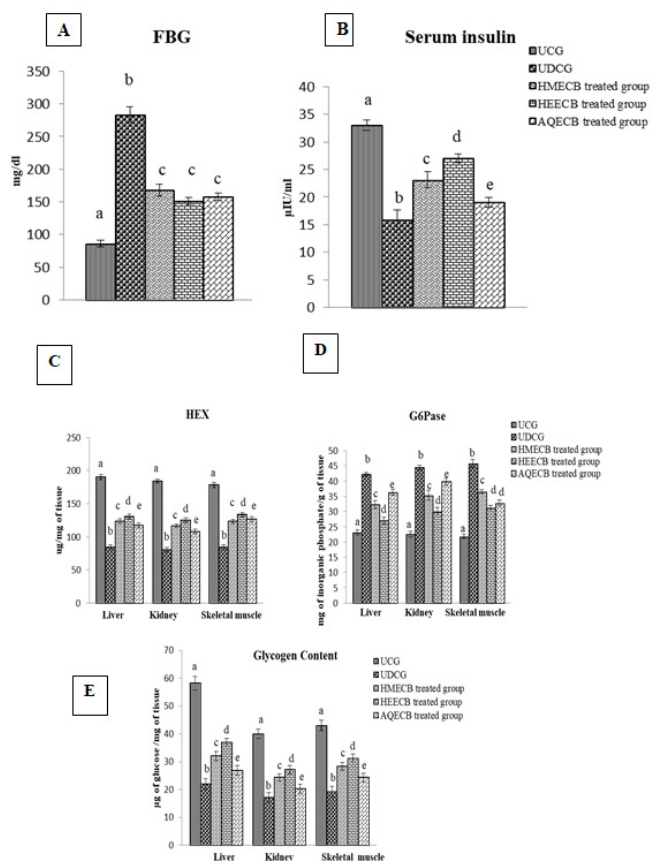 A
FBG
350
300
250
200
150
100
50
0
mg/dl
a
b
c
c
c
B
Serum insulin
40
35
30
25
20
15
10
5
0
µIU/ml
a
b
c
d
e
UCG
UDCG
HMECB treated group
HEECB treated group
AQECB treated group
C
HEX
250
200
150
100
50
0
ug/mg of tissue
a
b
c
d
e
a
b
c
d
e
a
b
c
d
e
Liver
Kidney
Skeletal muscle
D
G6Pase
50
45
40
35
30
25
20
15
10
5
0
mg of inorganic phosphate/g of tissue
a
b
c
d
e
a
b
c
d
e
a
b
c
d
d
Liver
Kidney
Skeletal muscle
UCG
UDCG
HMECB treated group
HEECB treated group
AQECB treated group
E
Glycogen Content
70
60
50
40
30
20
10
0
µg of glucose /mg of tissue
a
b
c
d
e
a
b
c
d
e
a
b
c
d
e
Liver
Kidney
Skeletal muscle
UCG
UDCG
HMECB treated group
HEECB treated group
AQECB treated group